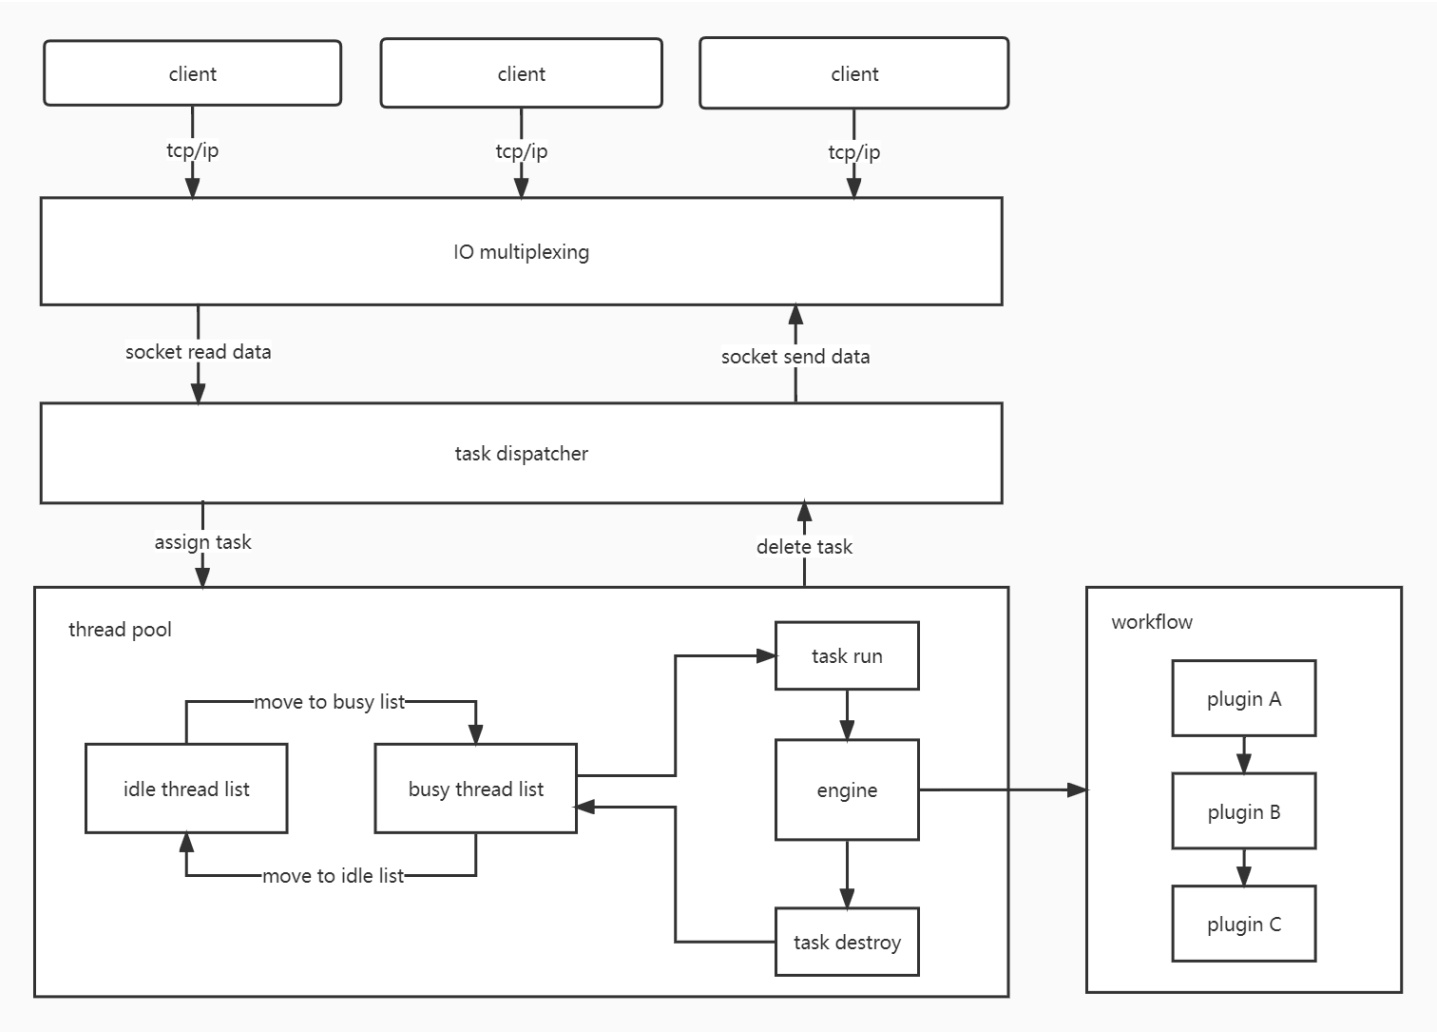 client
client
client
tcp/ip
tcp/ip
tcp/ip
IO multiplexing
socket read data
socket send data
task dispatcher
assign task
delete task
thread pool
move to busy list
idle thread list
busy thread list
move to idle list
task run
engine
task destroy
workflow
plugin A
plugin B
plugin C